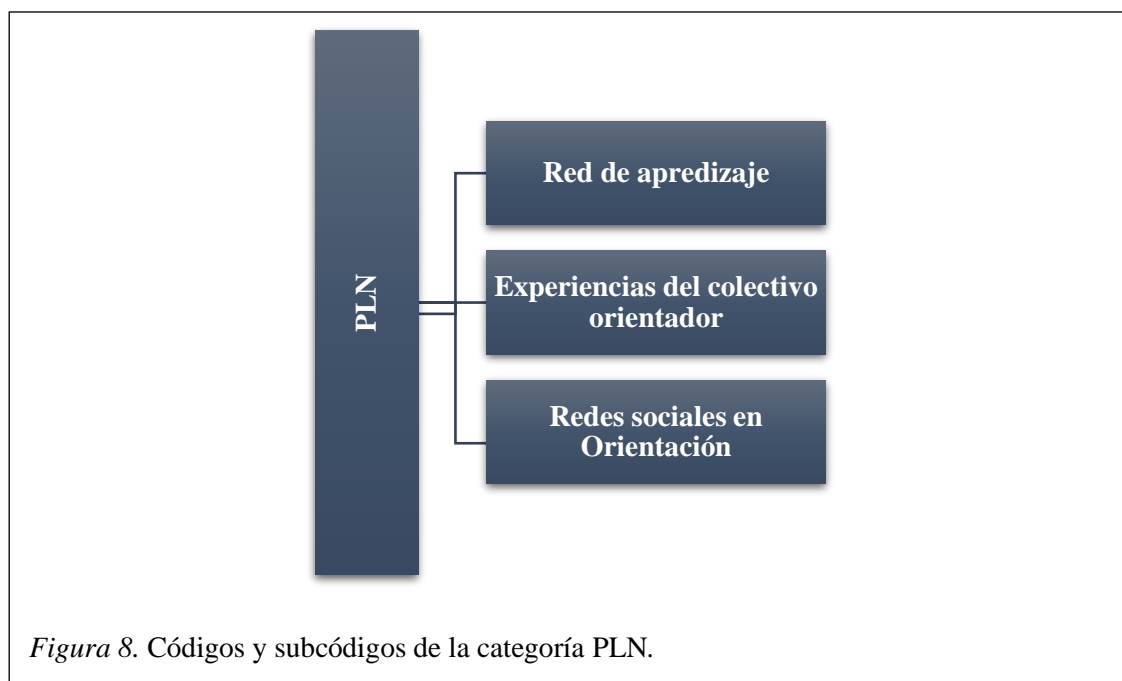 PLN
Red de apredizaje
Experiencias del colectivo
orientador
Redes sociales en
Orientación
Figura 8. Códigos y subcódigos de la categoría PLN.